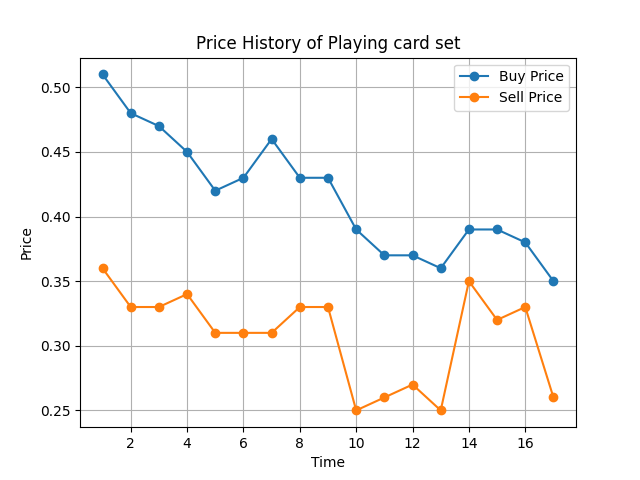 Price History of Playing card set
Buy Price
Sell Price
0.50
0.45
0.40
0.35
0.30
0.25
Price
2 4 6 8 10 12 14 16
Time